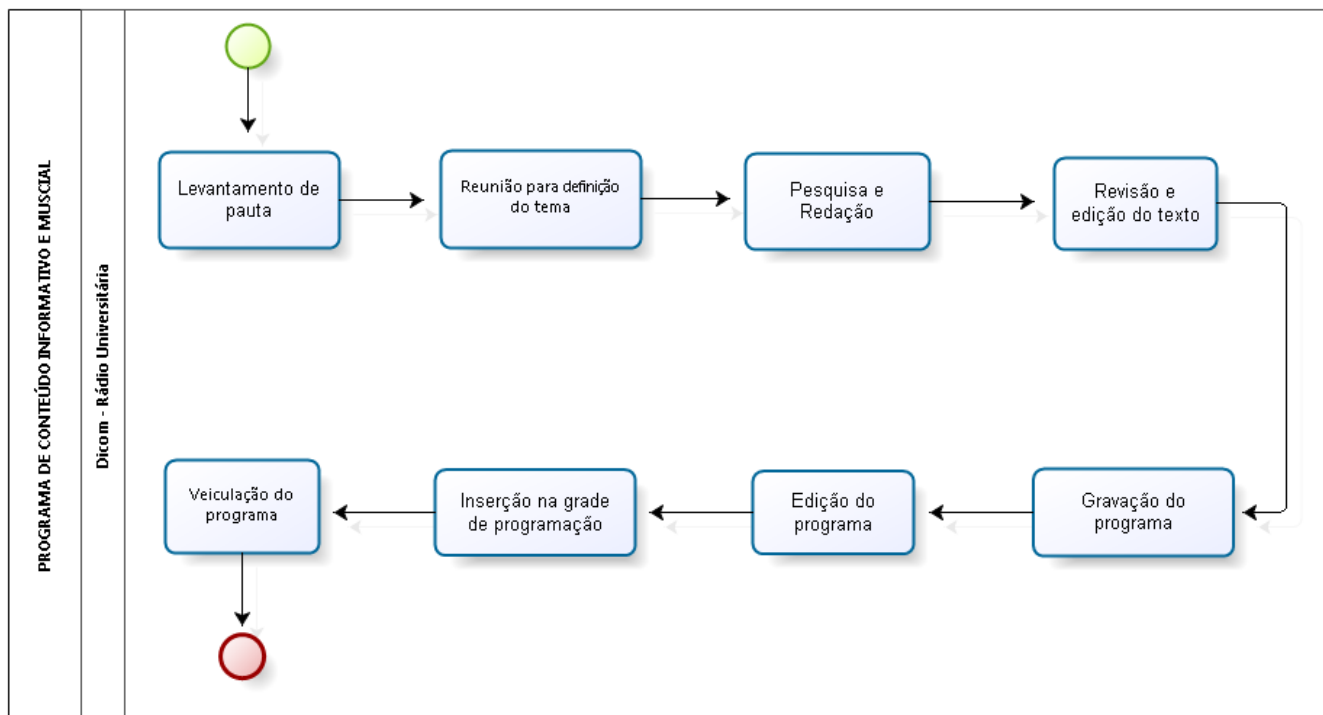 PROGRAMA DE CONTEÚDO INFORMATIVO E MUSCIAL
Dicom - Rádio Universitária
Levantamento de
pauta
Reunião para definição
do tema
Pesquisa e
Redação
Revisão e
edição do texto
Gravação do
programa
Edição do
programa
Inserção na grade
de programação
Veiculação do
programa